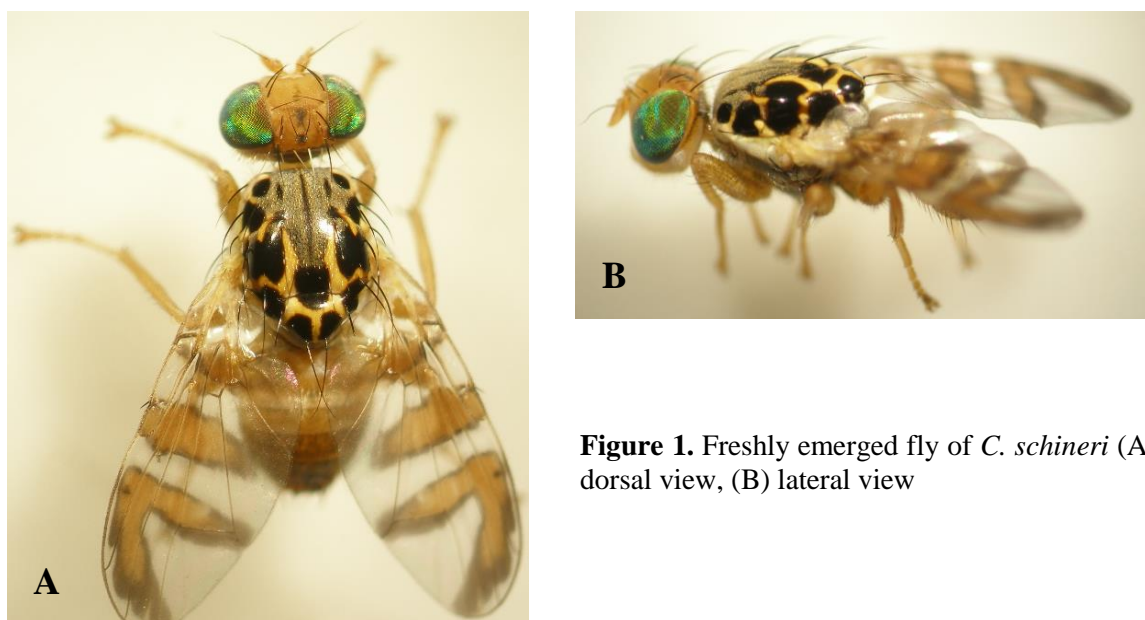 A
B
Figure 1. Freshly emerged fly of C. schineri (A
dorsal view, (B) lateral view